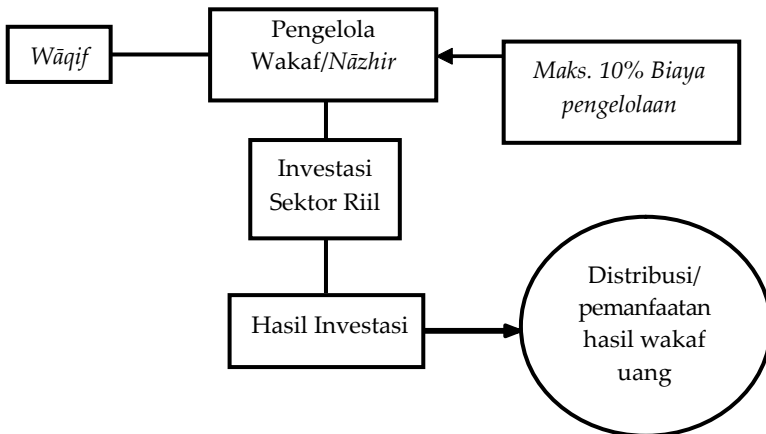 Wāqif
Pengelola
Wakaf/Nāzhir
Maks. 10% Biaya
pengelolaan
Investasi
Sektor Riil
Hasil Investasi
Distribusi/
pemanfaatan
hasil wakaf
uang